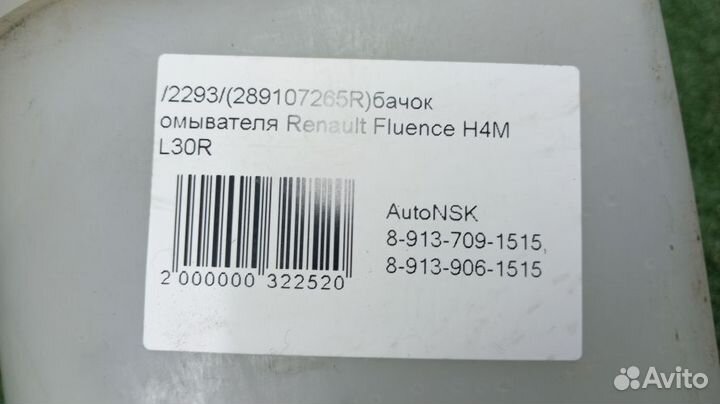 /2293/(289107265R)бачок
омывателя Renault Fluence H4M
L30R
AutoNSK
8-913-709-1515,
8-913-906-1515
2 000000 322520
Avito